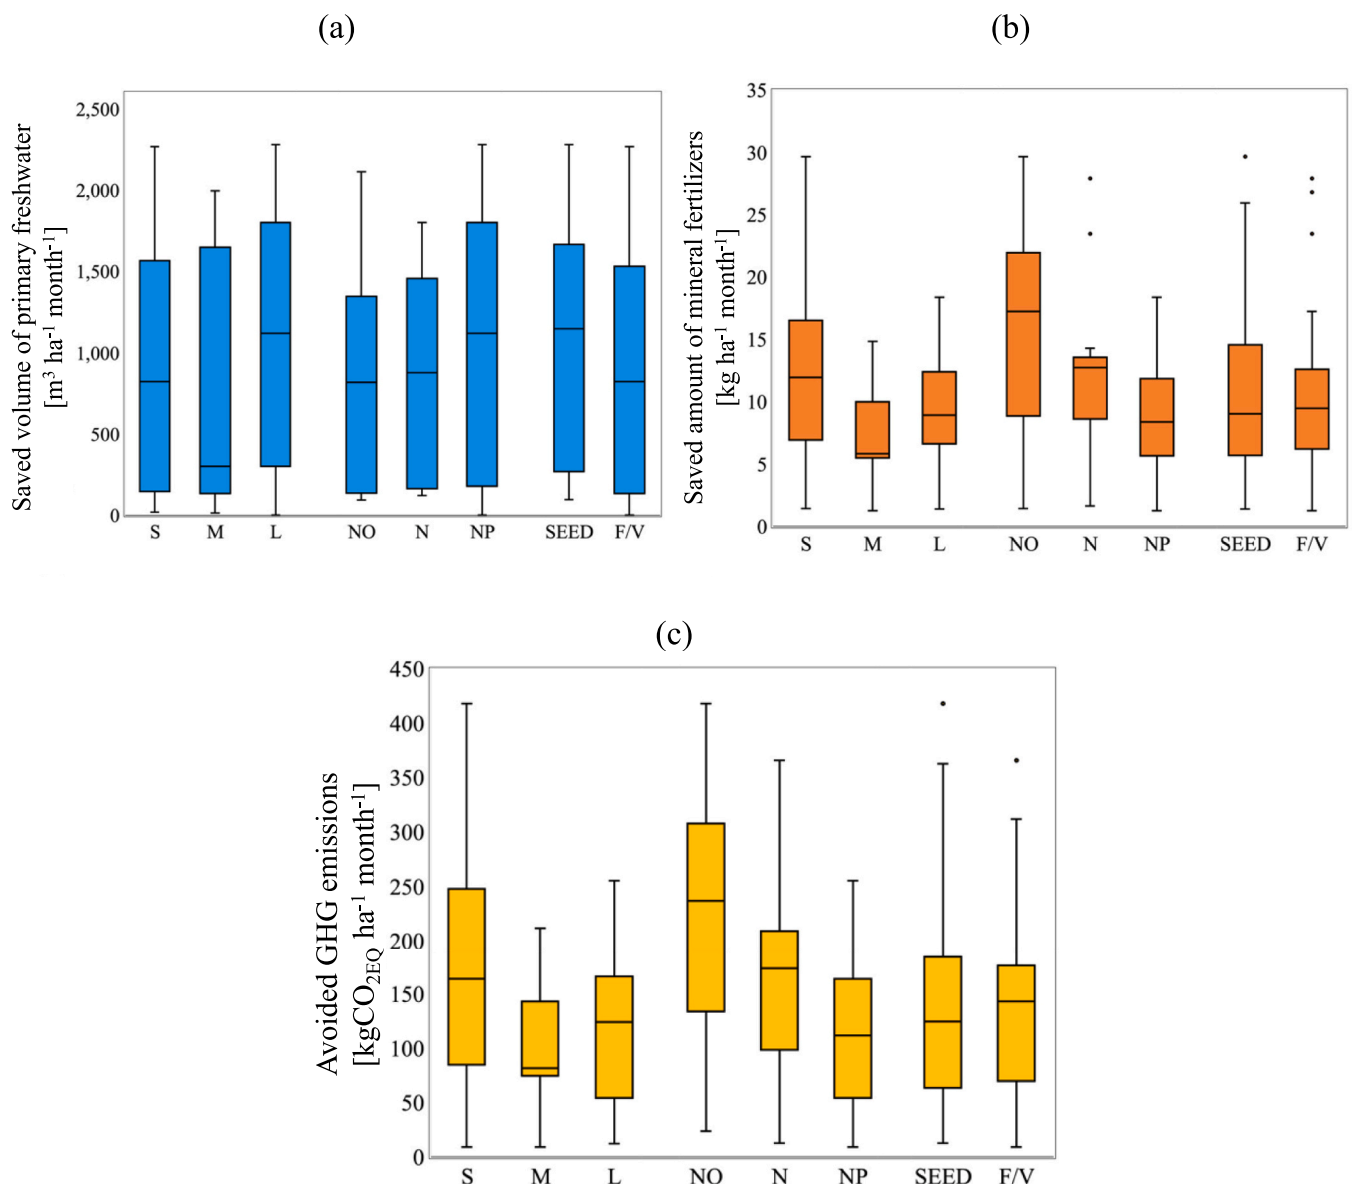 (a)
Saved volume of primary freshwater
[m³ ha⁻¹ month⁻¹]
2,500
2,000
1,500
1,000
500
0
S M L NO N NP SEED F/V
(b)
Saved amount of mineral fertilizers
[kg ha⁻¹ month⁻¹]
35
30
25
20
15
10
5
0
S M L NO N NP SEED F/V
(c)
Avoided GHG emissions
[kgCO₂EQ ha⁻¹ month⁻¹]
450
400
350
300
250
200
150
100
50
0
S M L NO N NP SEED F/V